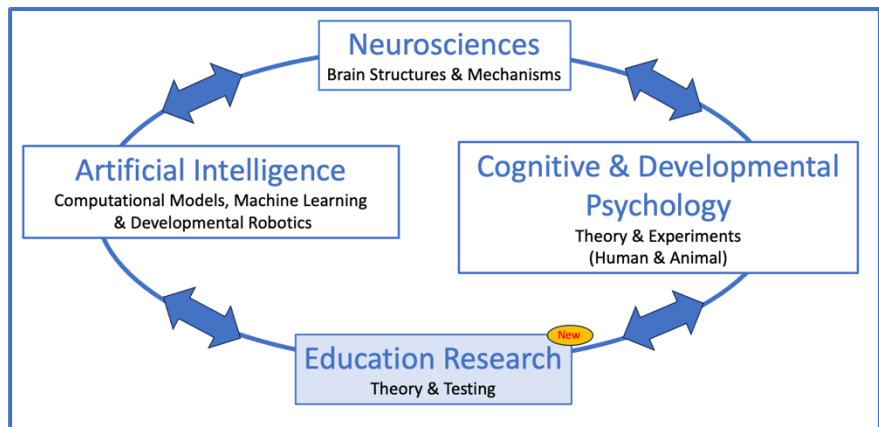 Neurosciences
Brain Structures & Mechanisms
Artificial Intelligence
Computational Models, Machine Learning
& Developmental Robotics
Cognitive & Developmental
Psychology
Theory & Experiments
(Human & Animal)
New
Education Research
Theory & Testing